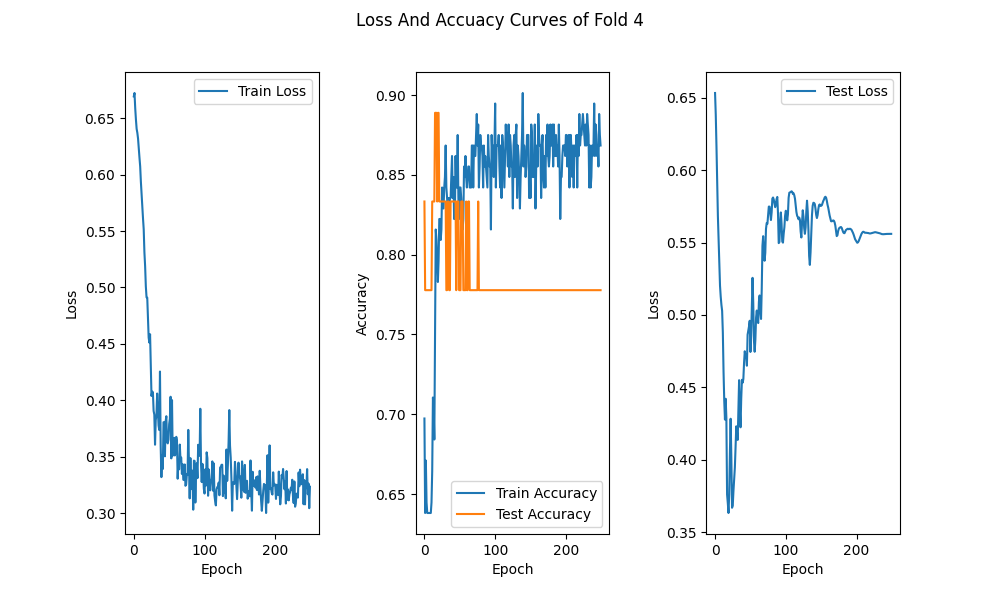 Loss And Accuacy Curves of Fold 4
Train Loss
0.65
0.60
0.55
0.50
0.45
0.40
0.35
0.30
Loss
0
100
200
Epoch
0.90
0.85
0.80
0.75
0.70
0.65
Accuracy
Train Accuracy
Test Accuracy
0
100
200
Epoch
Test Loss
0.65
0.60
0.55
0.50
0.45
0.40
0.35
Loss
0
100
200
Epoch